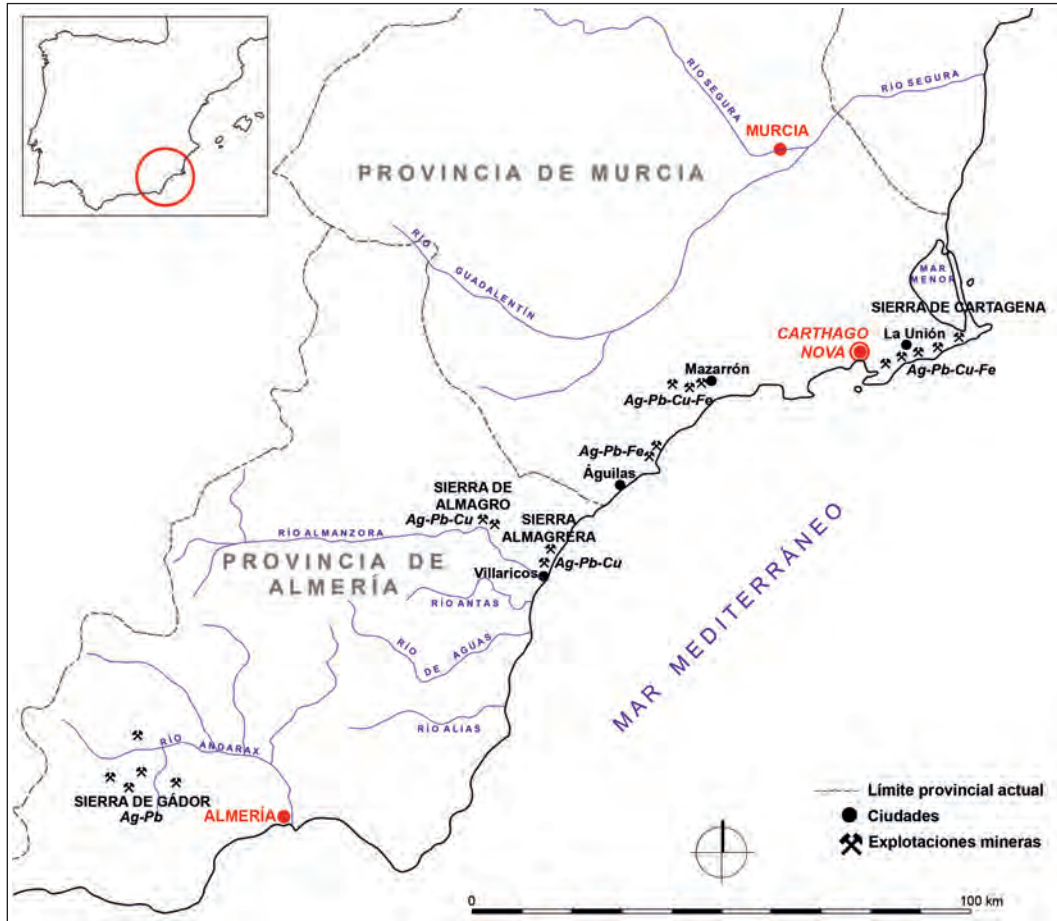 RÍO SEGURA
RÍO SEGURA
MURCIA
PROVINCIA DE MURCIA
RÍO
GUADALENTÍN
MAR
MENOR
SIERRA DE CARTAGENA
CARTHAGO
NOVA
La Unión
Ag-Pb-Cu-Fe
Mazarrón
Ag-Pb-Cu-Fe
Ag-Pb-Fe
Águilas
SIERRA DE
ALMAGRO
Ag-Pb-Cu
SIERRA
ALMAGRERA
Ag-Pb-Cu
RÍO ALMANZORA
PROVINCIA DE
ALMERÍA
Villaricos
RÍO ANTAS
RÍO
DE AGUAS
RÍO ALIAS
MAR MEDITERRÁNEO
RÍO ANDARAX
SIERRA DE GÁDOR
Ag-Pb
ALMERÍA
Límite provincial actual
Ciudades
Explotaciones mineras
0
100 km